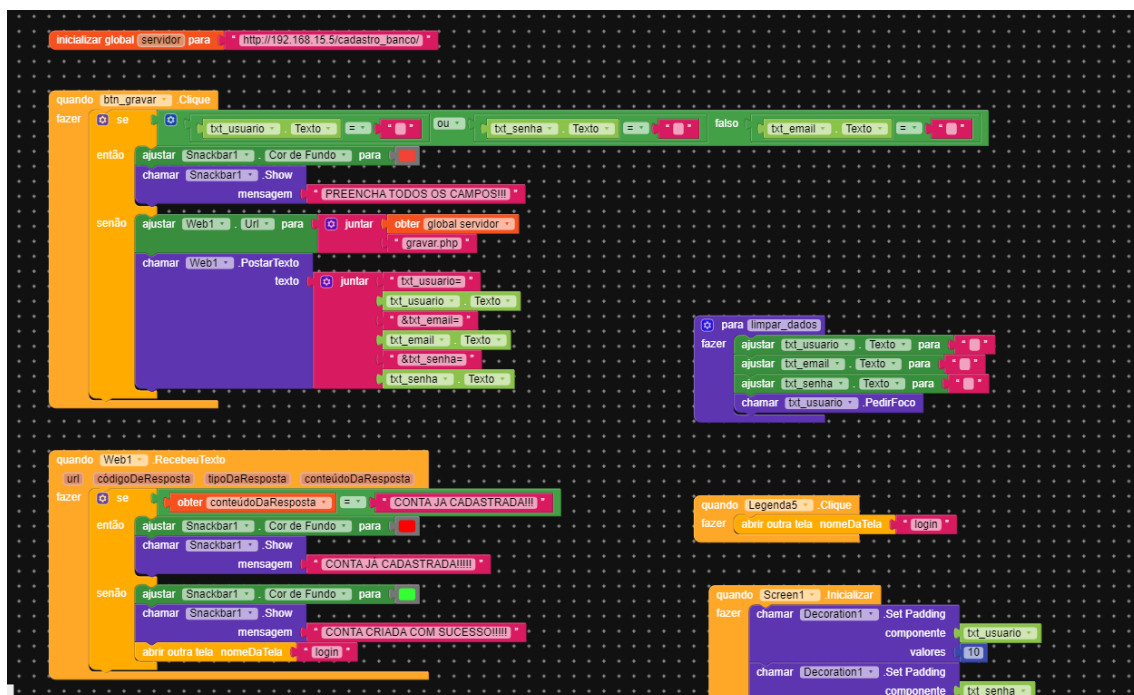 inicializar global servidor para " http://192.168.15.5/cadastro_banco/ "
quando btn_gravar .Clique
fazer se txt_usuario . Texto = " " ou txt_senha . Texto = " " falso txt_email . Texto = " "
então ajustar Snackbar1 . Cor de Fundo para
chamar Snackbar1 .Show
mensagem " PREENCHA TODOS OS CAMPOS!!! "
senão ajustar Web1 . Url para juntar obter global servidor
" gravar.php "
chamar Web1 .PostarTexto
texto juntar " txt_usuario= "
txt_usuario . Texto
" &txt_email= "
txt_email . Texto
" &txt_senha= "
txt_senha . Texto
para limpar_dados
fazer ajustar txt_usuario . Texto para " "
ajustar txt_email . Texto para " "
ajustar txt_senha . Texto para " "
chamar txt_usuario .PedirFoco
quando Web1 .RecebeuTexto
url códigoDeResposta tipoDaResposta conteúdoDaResposta
fazer se obter conteúdoDaResposta = " CONTA JA CADASTRADA!!! "
então ajustar Snackbar1 . Cor de Fundo para
chamar Snackbar1 .Show
mensagem " CONTA JA CADASTRADA!!!!! "
senão ajustar Snackbar1 . Cor de Fundo para
chamar Snackbar1 .Show
mensagem " CONTA CRIADA COM SUCESSO!!!!! "
abrir outra tela nomeDaTela " login "
quando Legenda5 .Clique
fazer abrir outra tela nomeDaTela " login "
quando Screen1 .Inicializar
fazer chamar Decoration1 .Set Padding
componente txt_usuario
valores 10
chamar Decoration1 .Set Padding
componente txt_senha